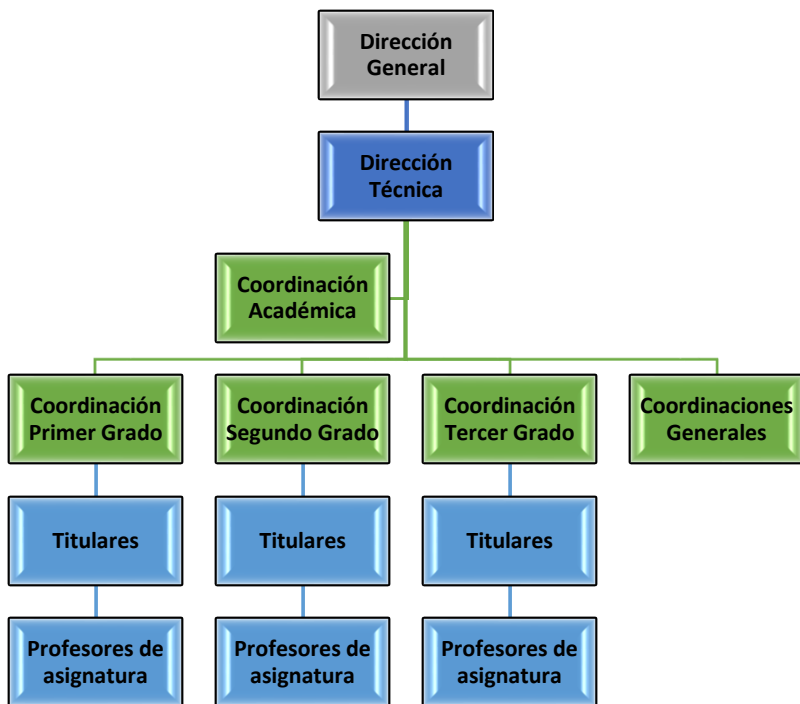 Dirección
General
Dirección
Técnica
Coordinación
Académica
Coordinación
Primer Grado
Coordinación
Segundo Grado
Coordinación
Tercer Grado
Coordinaciones
Generales
Titulares
Titulares
Titulares
Profesores de
asignatura
Profesores de
asignatura
Profesores de
asignatura